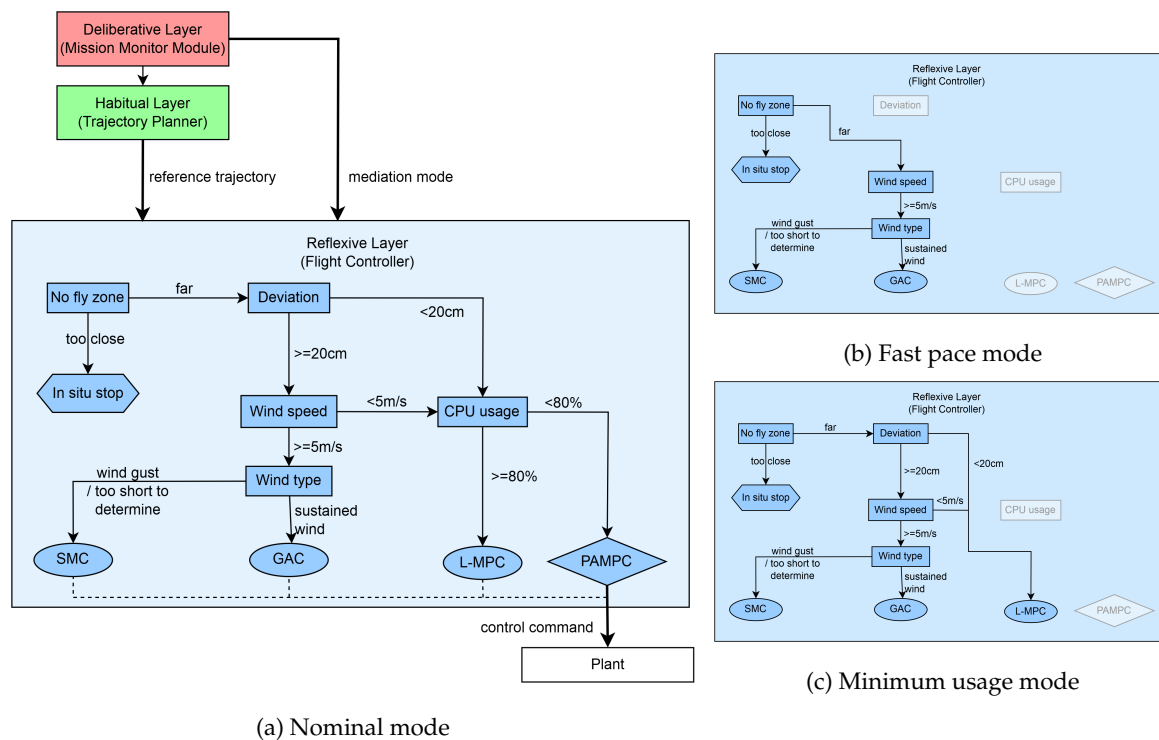 Deliberative Layer
(Mission Monitor Module)
Habitual Layer
(Trajectory Planner)
reference trajectory
mediation mode
Reflexive Layer
(Flight Controller)
No fly zone
far
Deviation
<20cm
too close
>=20cm
In situ stop
Wind speed
<5m/s
CPU usage
<80%
>=5m/s
wind gust
/ too short to
determine
Wind type
>=80%
sustained
wind
SMC
GAC
L-MPC
PAMPC
control command
Plant
(a) Nominal mode
Reflexive Layer
(Flight Controller)
No fly zone
Deviation
too close
far
In situ stop
Wind speed
CPU usage
>=5m/s
wind gust
/ too short to
determine
Wind type
sustained
wind
SMC
GAC
L-MPC
PAMPC
(b) Fast pace mode
Reflexive Layer
(Flight Controller)
No fly zone
far
Deviation
too close
>=20cm
<20cm
In situ stop
Wind speed
<5m/s
CPU usage
>=5m/s
wind gust
/ too short to
determine
Wind type
sustained
wind
SMC
GAC
L-MPC
PAMPC
(c) Minimum usage mode